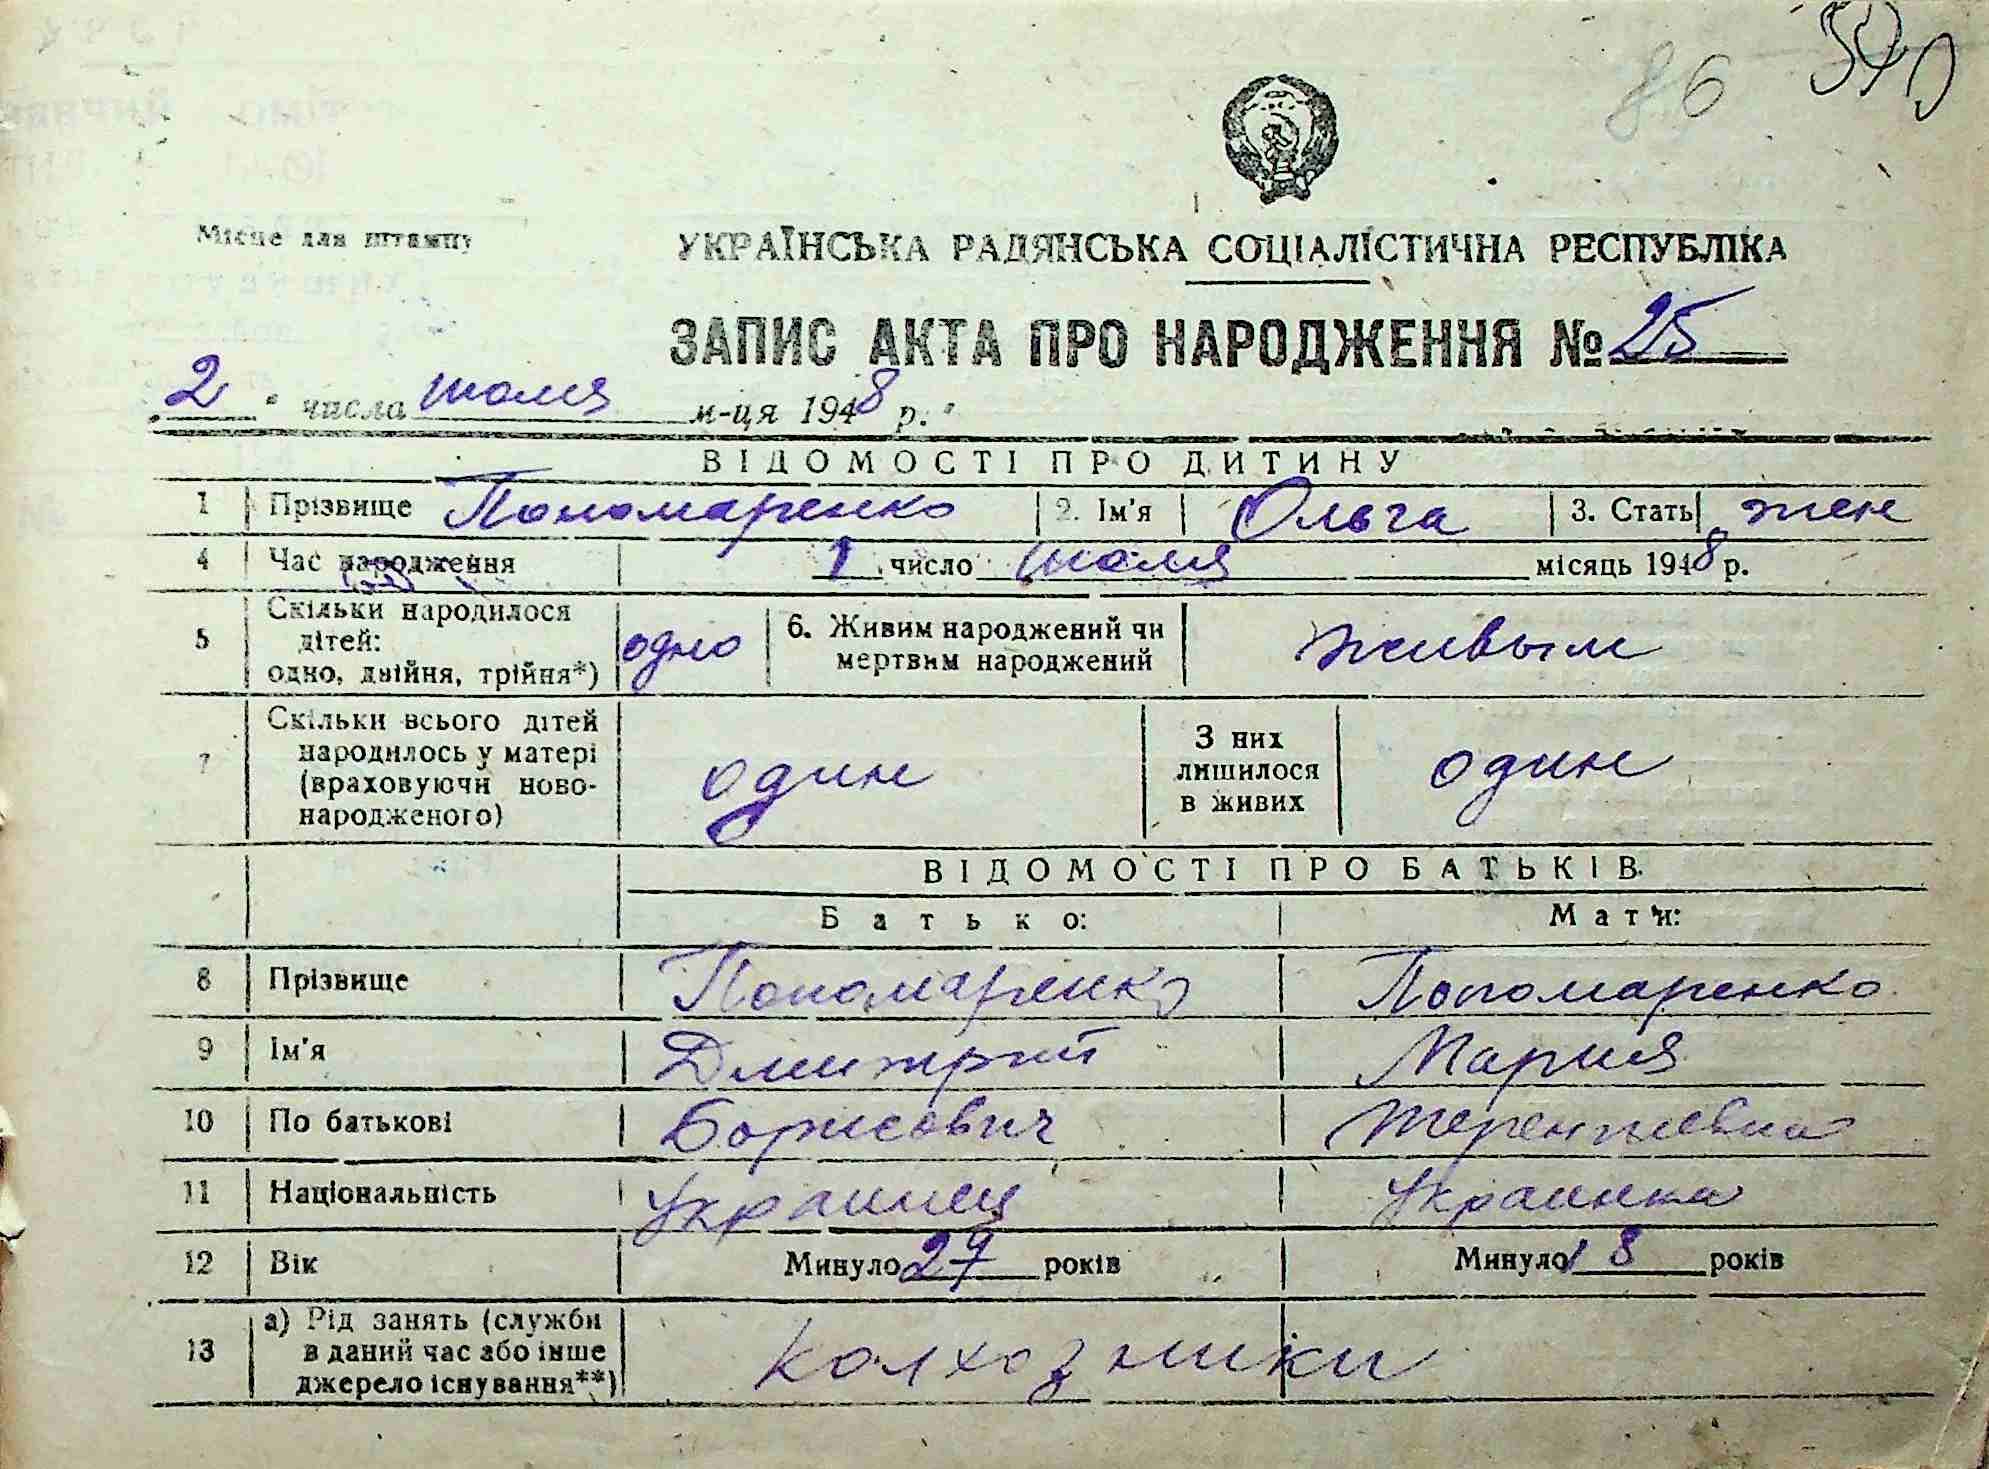 86
Місце для штампу
УКРАЇНСЬКА РАДЯНСЬКА СОЦІАЛІСТИЧНА РЕСПУБЛІКА
ЗАПИС АКТА ПРО НАРОДЖЕННЯ № 25
„2“ числа июля м-ця 1948 р.
ВІДОМОСТІ ПРО ДИТИНУ
1 Прізвище Пономаренко 2. Ім'я Ольга 3. Стать жен
4 Час народження 1 число июля місяць 1948 р.
5 Скільки народилося дітей: одно, двійня, трійня*) одно 6. Живим народжений чи мертвим народжений живым
7 Скільки всього дітей народилось у матері (враховуючи ново-народженого) один З них лишилося в живих один
ВІДОМОСТІ ПРО БАТЬКІВ
Батько: Мати:
8 Прізвище Пономаренко Пономаренко
9 Ім'я Дмитрий Мария
10 По батькові Борисович Терентиевна
11 Національність Украинец Украинка
12 Вік Минуло 27 років Минуло 18 років
13 а) Рід занять (служби в даний час або інше джерело існування**) колхозники